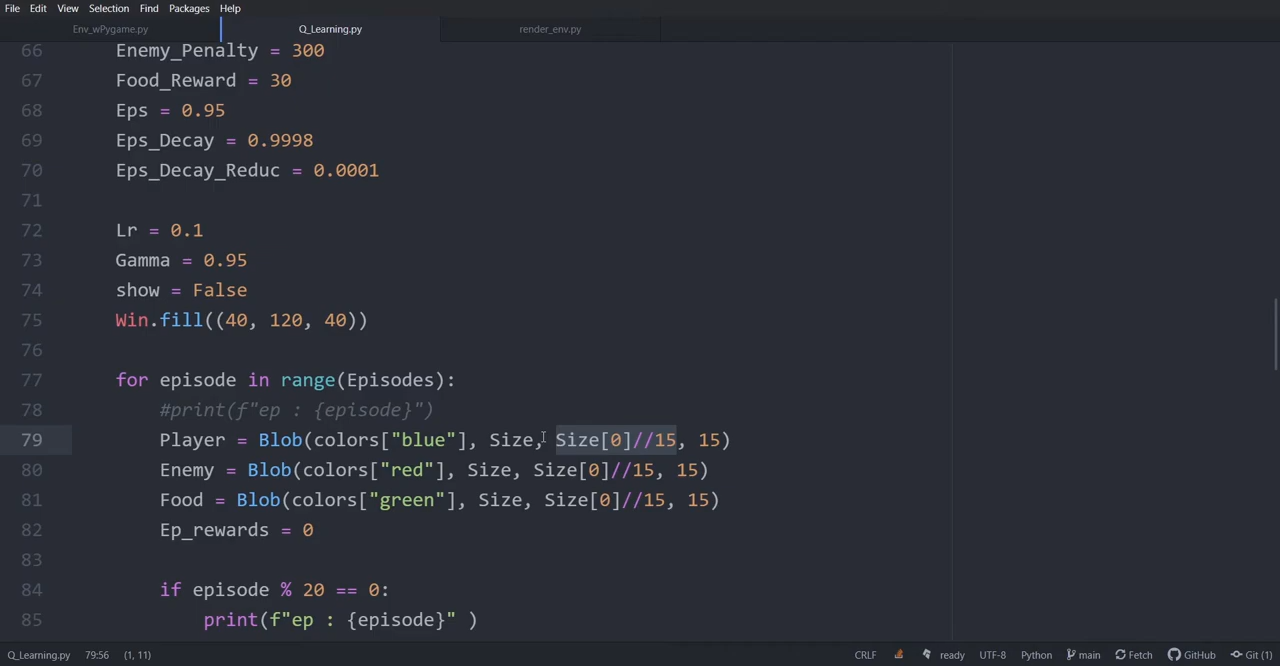 File Edit View Selection Find Packages Help
Env_wPygame.py Q_Learning.py render_env.py
66 Enemy_Penalty = 300
67 Food_Reward = 30
68 Eps = 0.95
69 Eps_Decay = 0.9998
70 Eps_Decay_Reduc = 0.0001
71
72 Lr = 0.1
73 Gamma = 0.95
74 show = False
75 Win.fill((40, 120, 40))
76
77 for episode in range(Episodes):
78 #print(f"ep : {episode}")
79 Player = Blob(colors["blue"], Size, Size[0]//15, 15)
80 Enemy = Blob(colors["red"], Size, Size[0]//15, 15)
81 Food = Blob(colors["green"], Size, Size[0]//15, 15)
82 Ep_rewards = 0
83
84 if episode % 20 == 0:
85 print(f"ep : {episode}" )
Q_Learning.py 79:56 (1, 11) CRLF ready UTF-8 Python main Fetch GitHub Git (1)